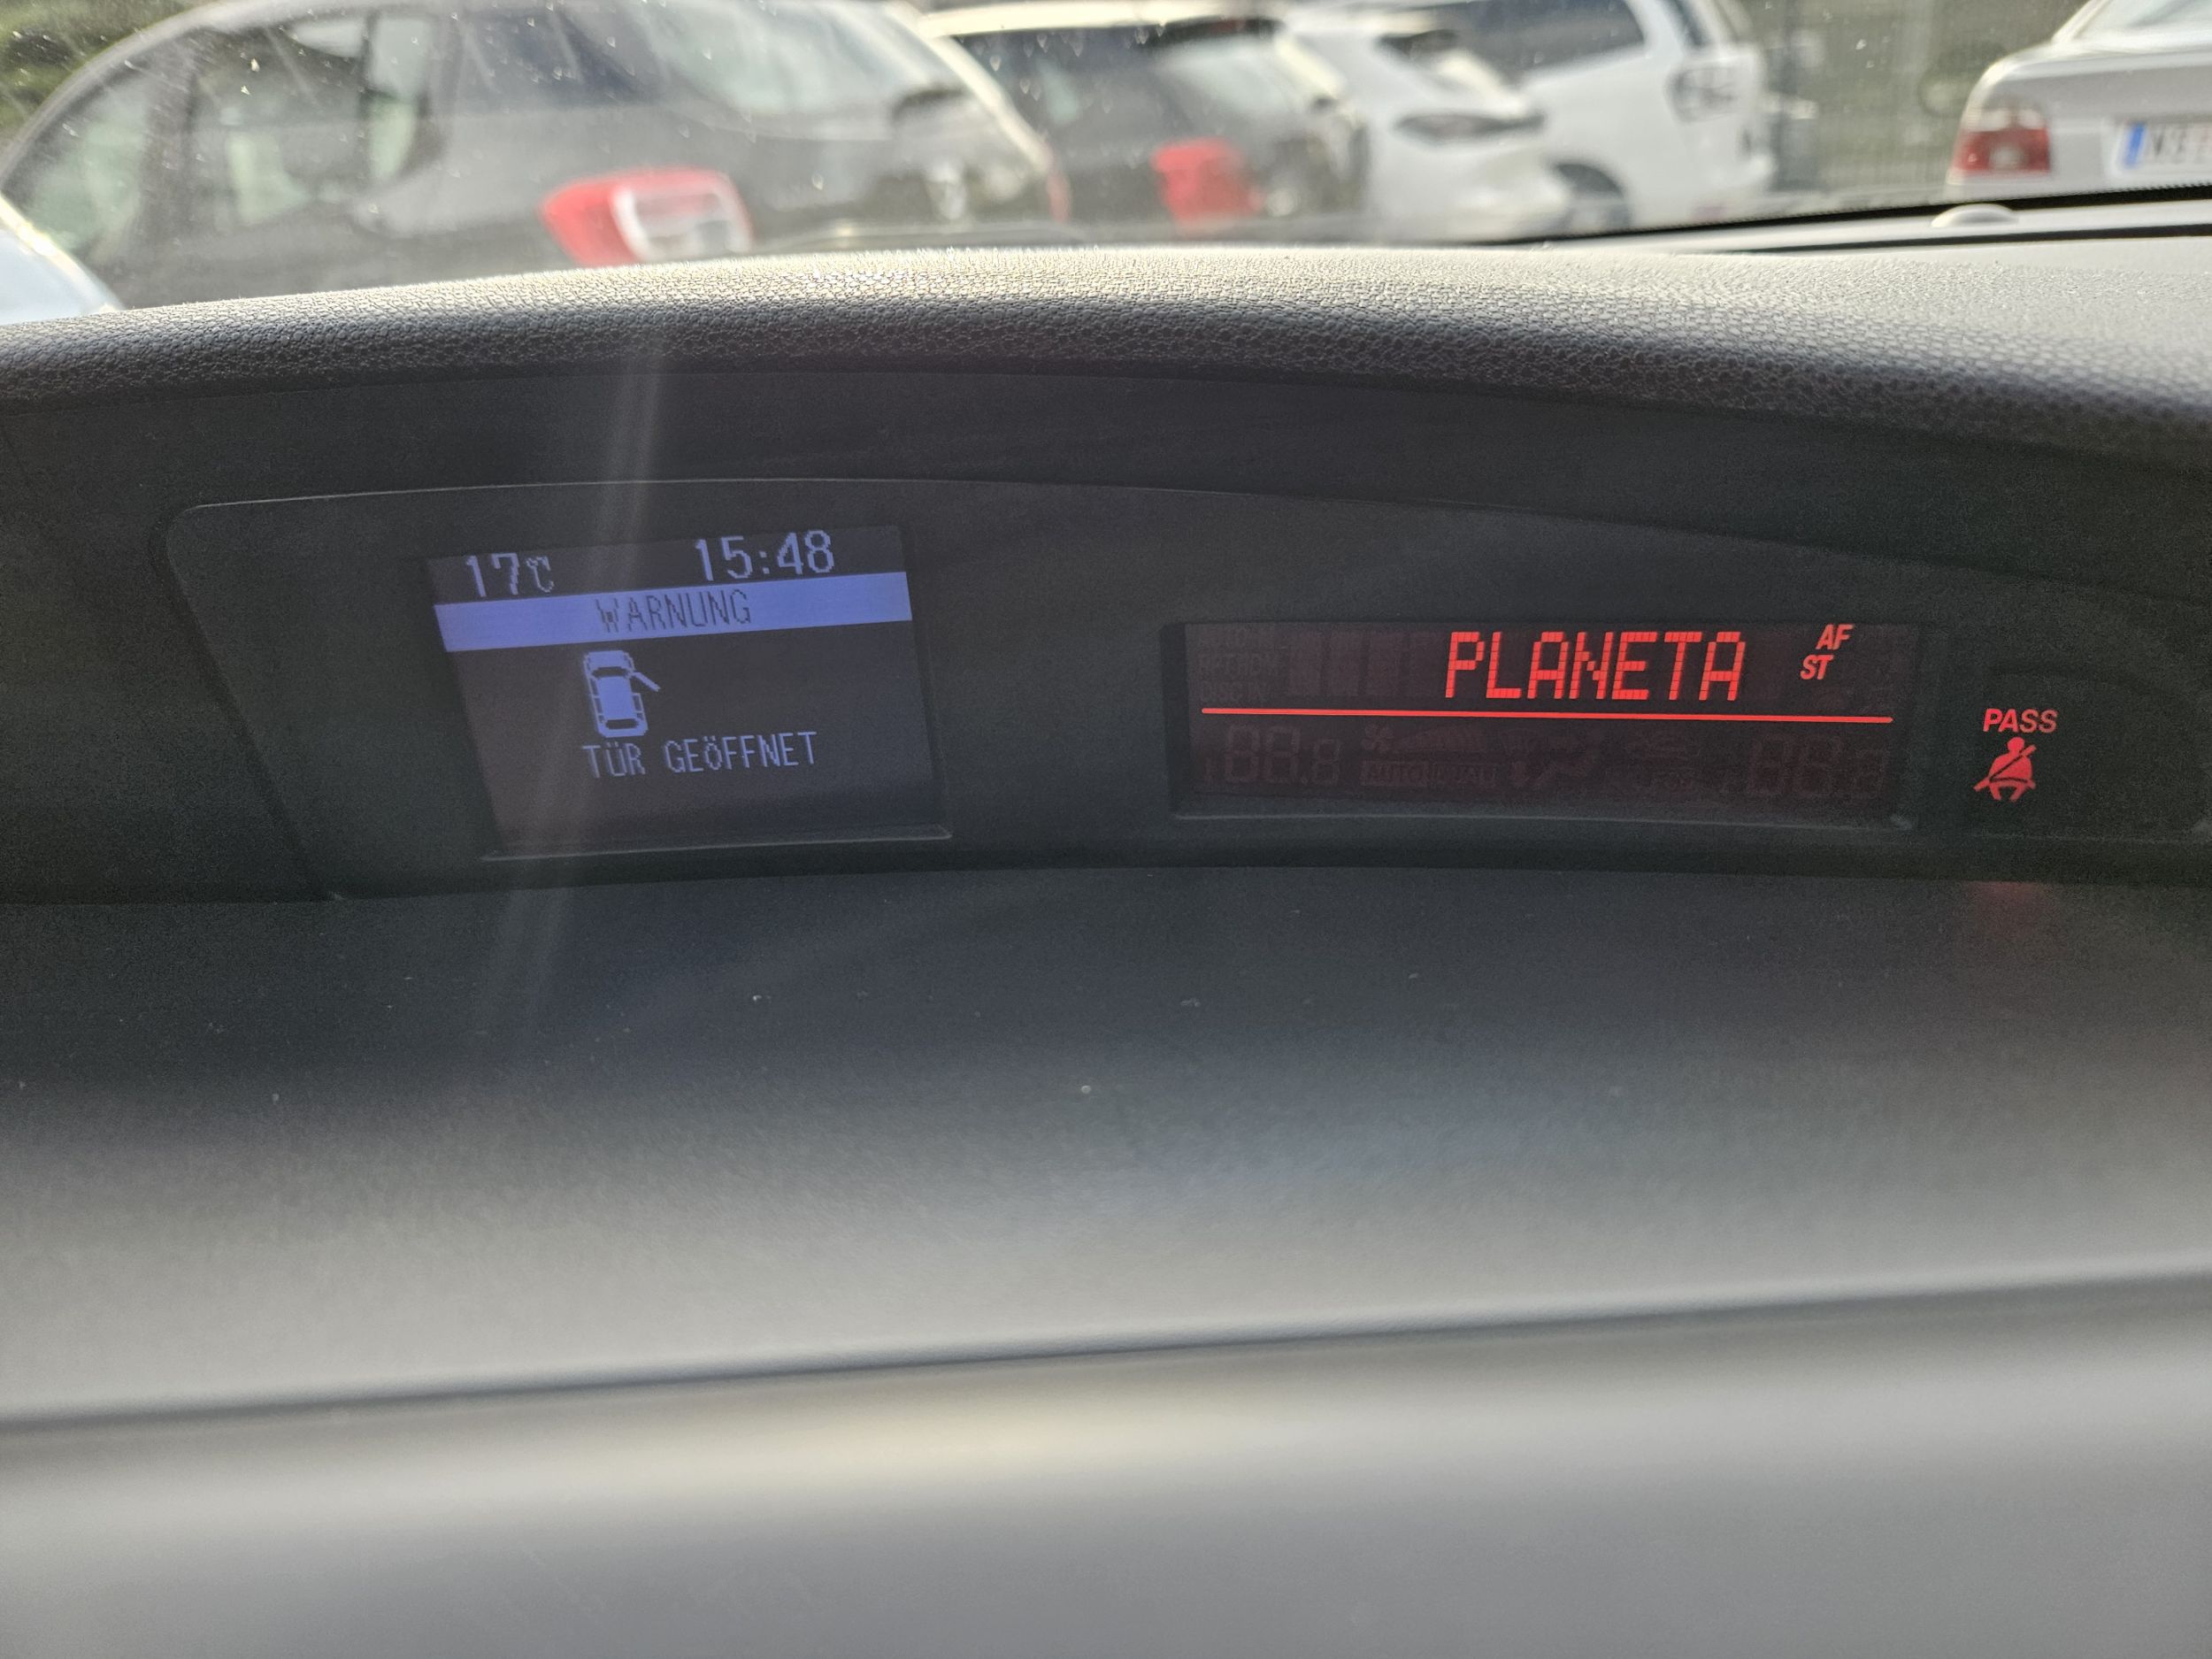 17℃ 15:48
WARNUNG
TÜR GEÖFFNET
PLANETA
AF
ST
PASS